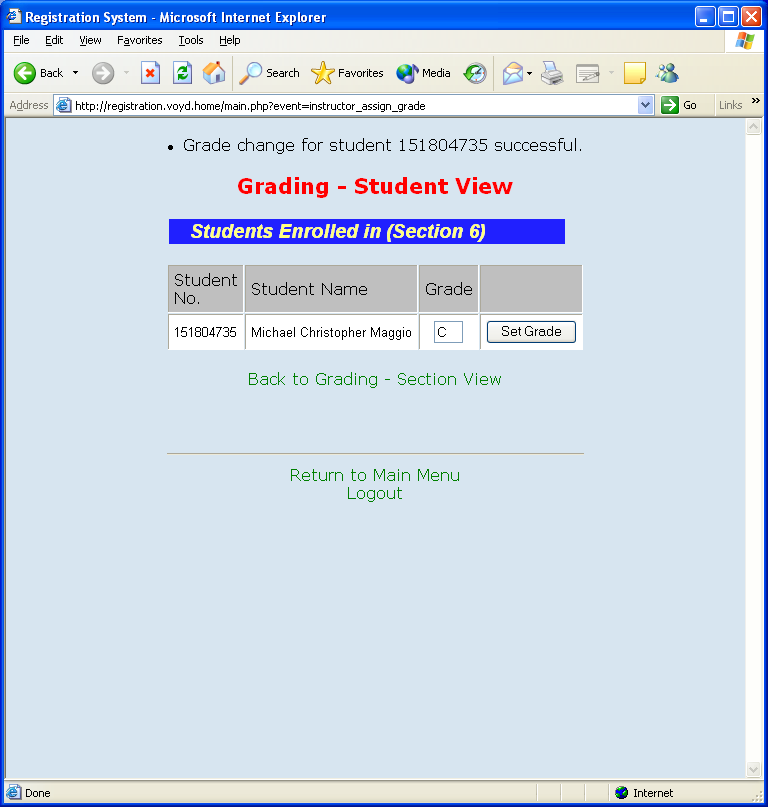 Registration System - Microsoft Internet Explorer
File Edit View Favorites Tools Help
Back Search Favorites Media
Address http://registration.voyd.home/main.php?event=instructor_assign_grade Go Links »
• Grade change for student 151804735 successful.
Grading - Student View
Students Enrolled in (Section 6)
Student No. Student Name Grade
151804735 Michael Christopher Maggio C Set Grade
Back to Grading - Section View
Return to Main Menu
Logout
Done Internet